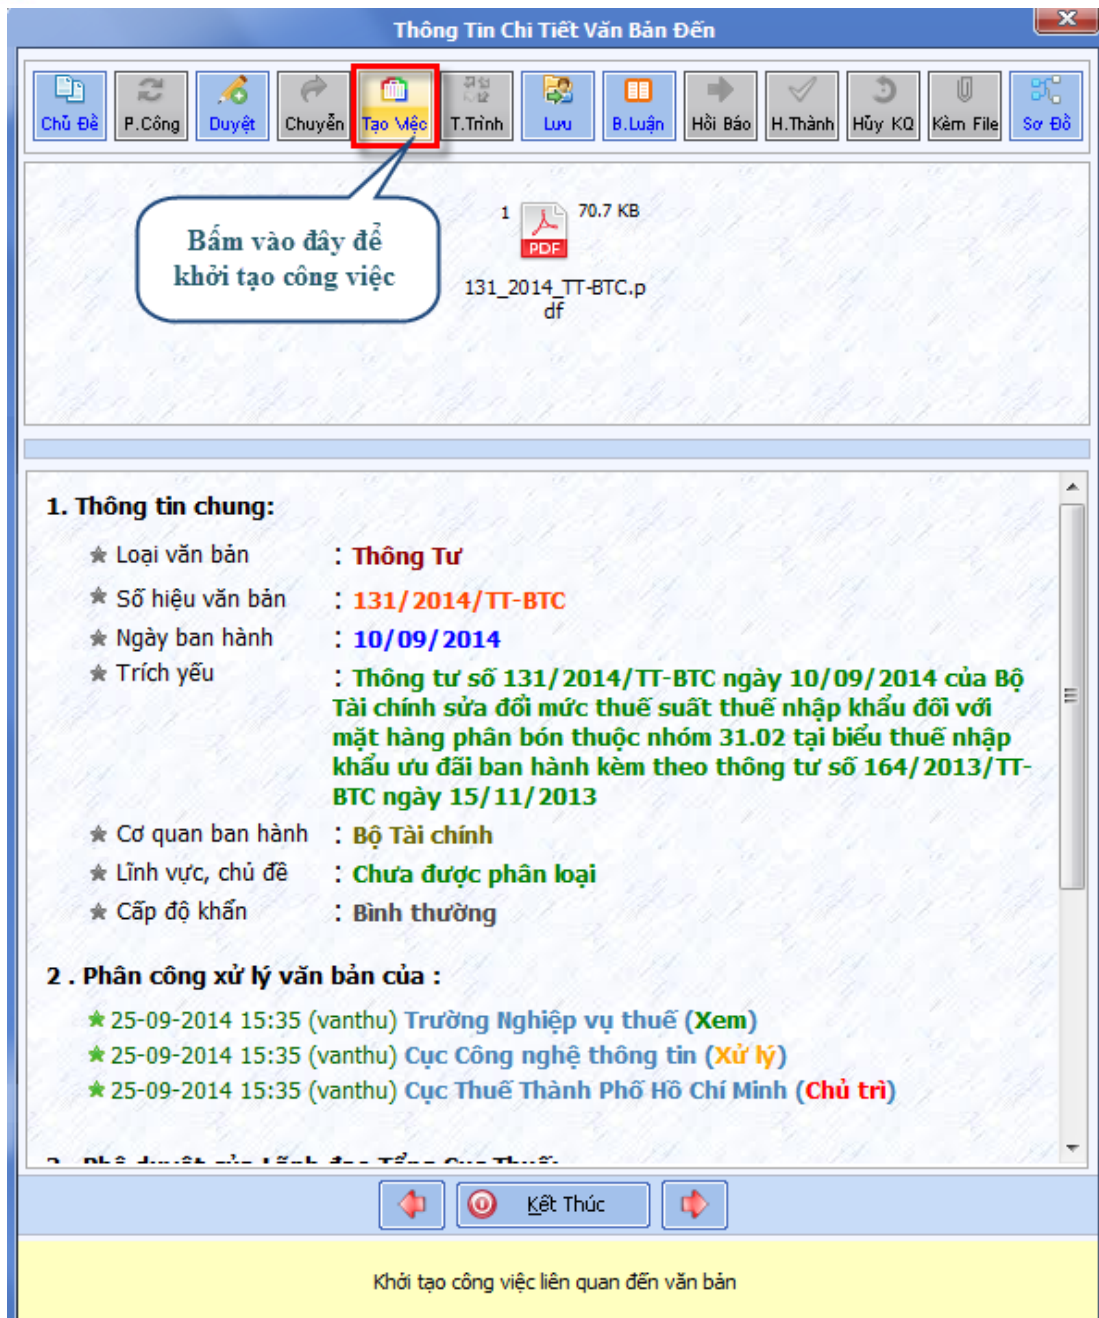 Thông Tin Chi Tiết Văn Bản Đến
Chủ Đề P.Công Duyệt Chuyển Tạo Việc T.Trình Lưu B.Luận Hồi Báo H.Thành Hủy KQ Kèm File Sơ Đồ
Bấm vào đây để
khởi tạo công việc
1 70.7 KB
PDF
131_2014_TT-BTC.p
df
1. Thông tin chung:
Loại văn bản : Thông Tư
Số hiệu văn bản : 131/2014/TT-BTC
Ngày ban hành : 10/09/2014
Trích yếu : Thông tư số 131/2014/TT-BTC ngày 10/09/2014 của Bộ
Tài chính sửa đổi mức thuế suất thuế nhập khẩu đối với
mặt hàng phân bón thuộc nhóm 31.02 tại biểu thuế nhập
khẩu ưu đãi ban hành kèm theo thông tư số 164/2013/TT-
BTC ngày 15/11/2013
Cơ quan ban hành : Bộ Tài chính
Lĩnh vực, chủ đề : Chưa được phân loại
Cấp độ khẩn : Bình thường
2 . Phân công xử lý văn bản của :
25-09-2014 15:35 (vanthu) Trường Nghiệp vụ thuế (Xem)
25-09-2014 15:35 (vanthu) Cục Công nghệ thông tin (Xử lý)
25-09-2014 15:35 (vanthu) Cục Thuế Thành Phố Hồ Chí Minh (Chủ trì)
3 . Phê duyệt của Lãnh đạo Tổng Cục Thuế:
Kết Thúc
Khởi tạo công việc liên quan đến văn bản